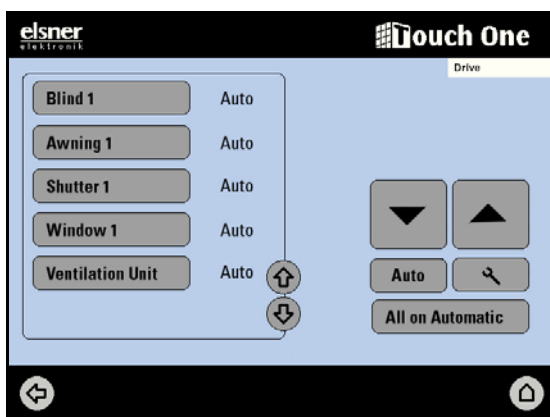 elsner
elektronik
Touch One
Drive
Blind 1 Auto
Awning 1 Auto
Shutter 1 Auto
Window 1 Auto
Ventilation Unit Auto
Auto
All on Automatic